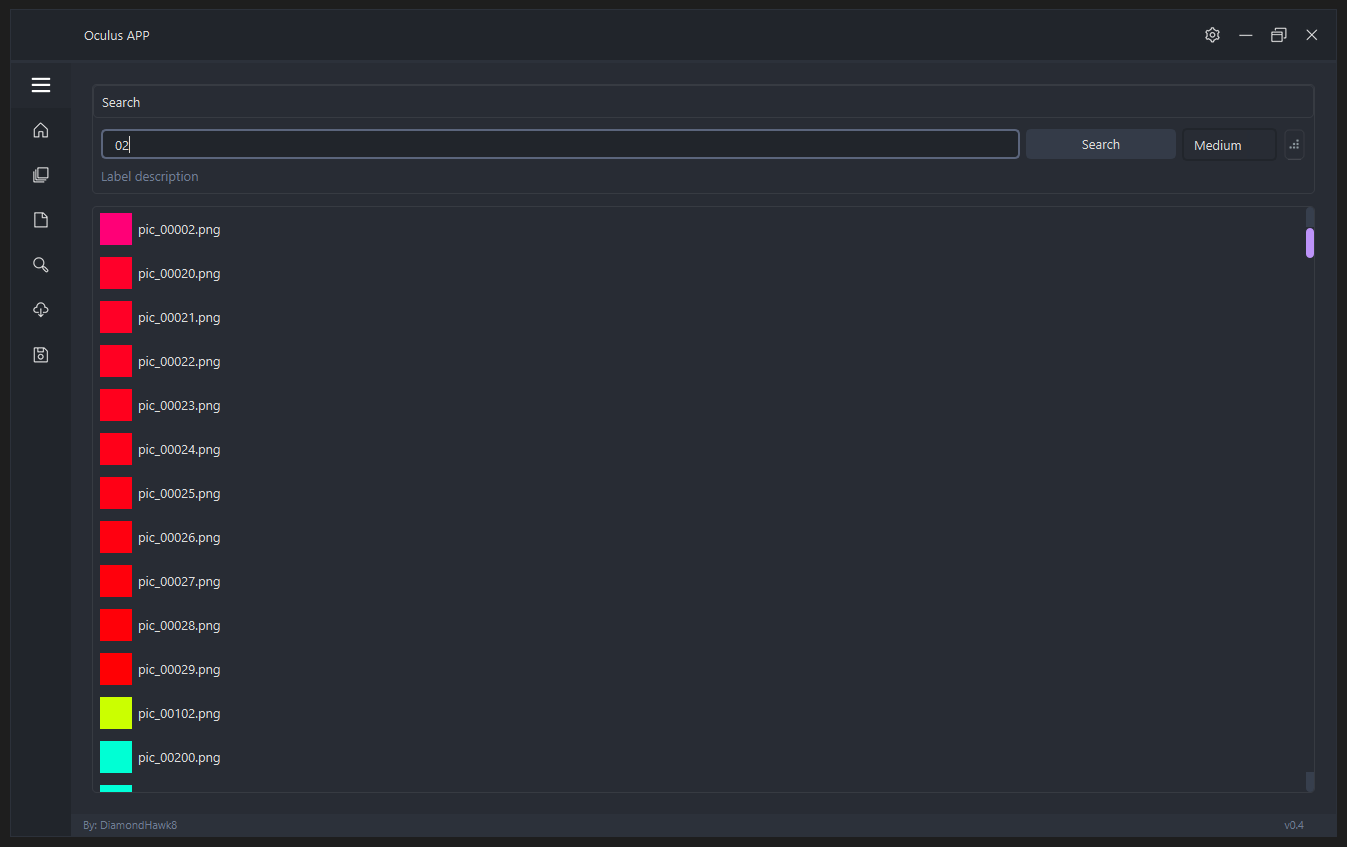 Oculus APP
Search
02
Search
Medium
Label description
pic_00002.png
pic_00020.png
pic_00021.png
pic_00022.png
pic_00023.png
pic_00024.png
pic_00025.png
pic_00026.png
pic_00027.png
pic_00028.png
pic_00029.png
pic_00102.png
pic_00200.png
By: DiamondHawk8
v0.4